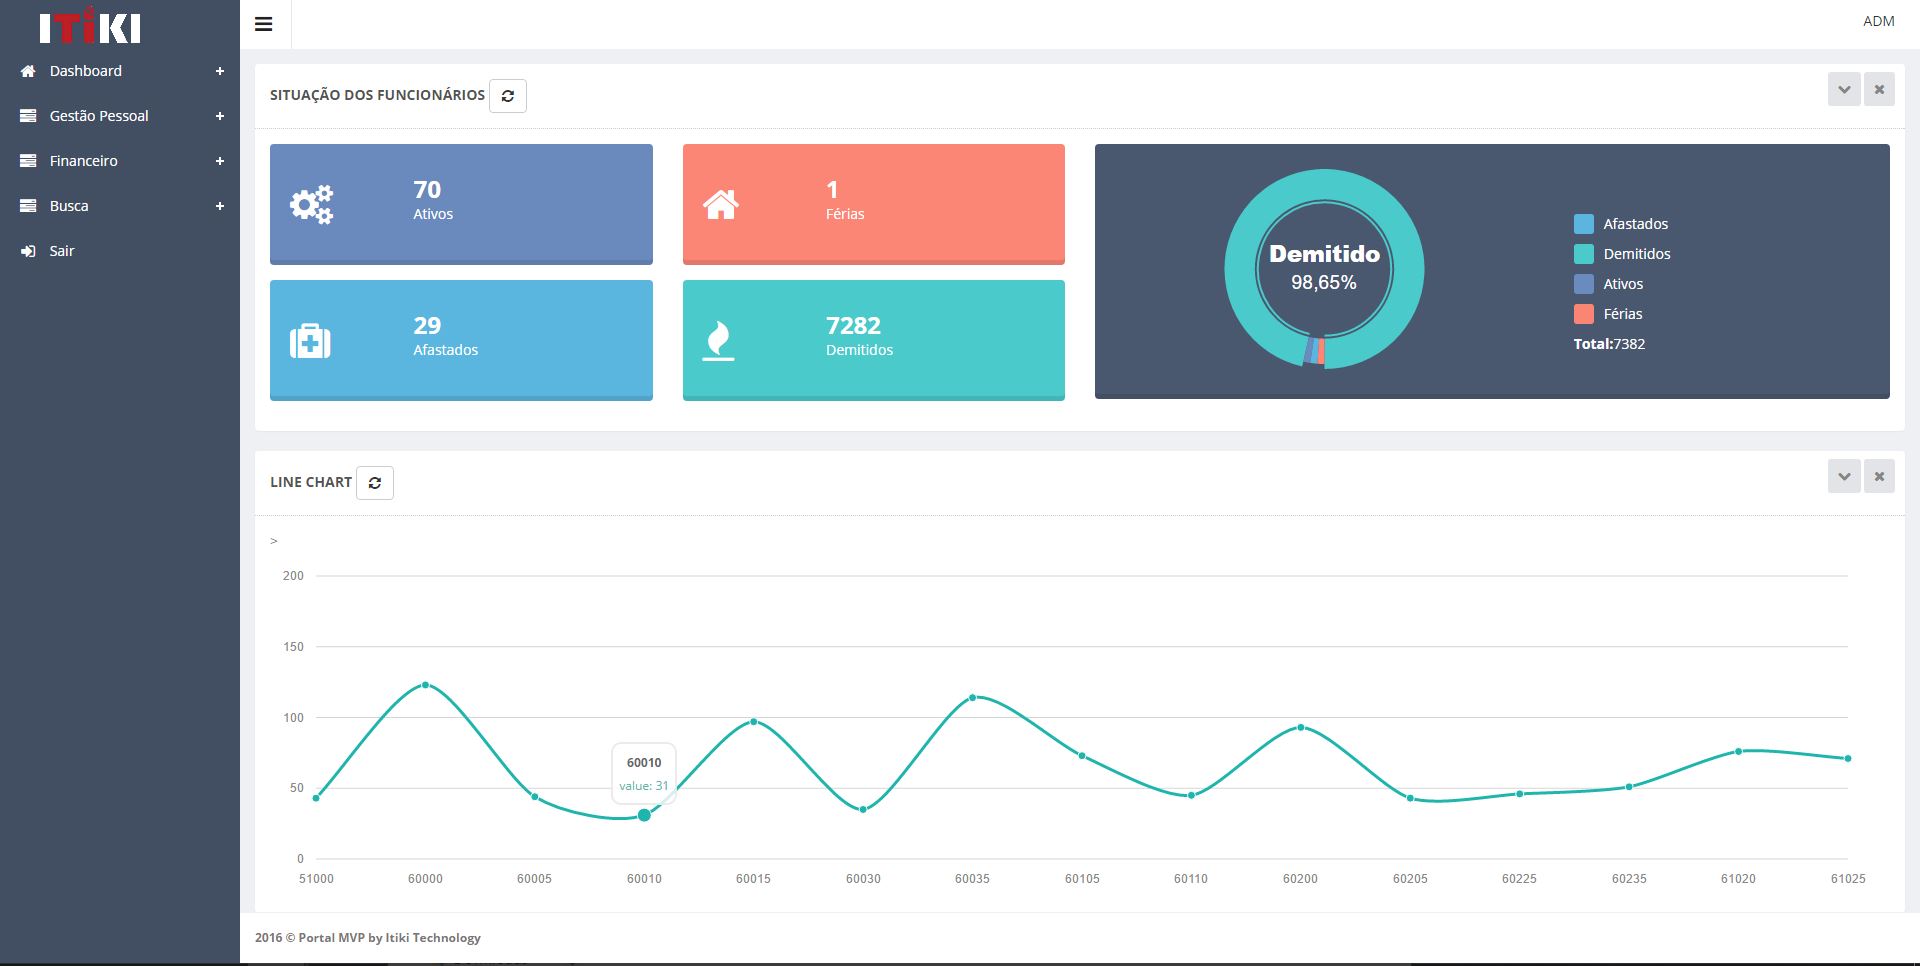 ITiKI
ADM
Dashboard
Gestão Pessoal
Financeiro
Busca
Sair
SITUAÇÃO DOS FUNCIONÁRIOS
70
Ativos
1
Férias
29
Afastados
7282
Demitidos
Demitido
98,65%
Afastados
Demitidos
Ativos
Férias
Total:7382
LINE CHART
>
200
150
100
50
0
60010
value: 31
51000 60000 60005 60010 60015 60030 60035 60105 60110 60200 60205 60225 60235 61020 61025
2016 © Portal MVP by Itiki Technology